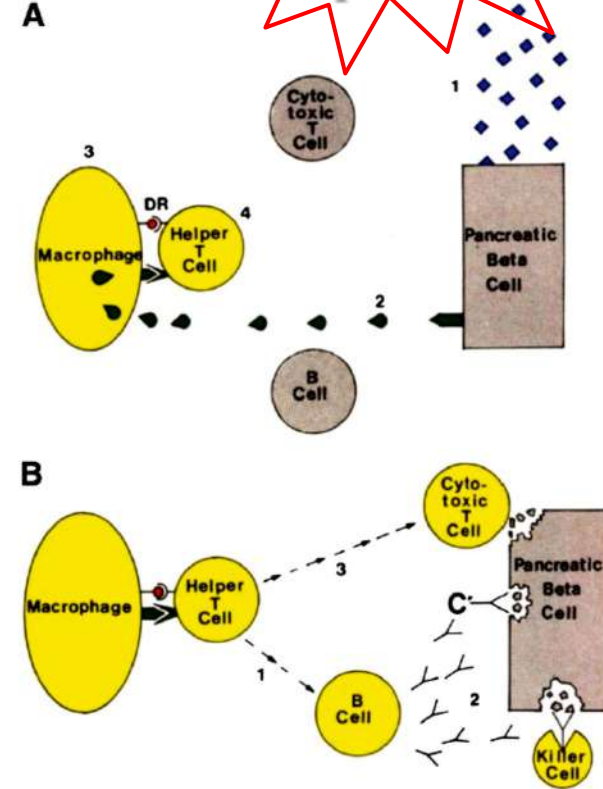 A
1
Cyto-
toxic
T
Cell
3
DR
4
Helper
T
Cell
Macrophage
Pancreatic
Beta
Cell
2
B
Cell
B
Cyto-
toxic
T
Cell
3
Helper
T
Cell
Macrophage
Pancreatic
Beta
Cell
C'
1
2
B
Cell
Killer
Cell